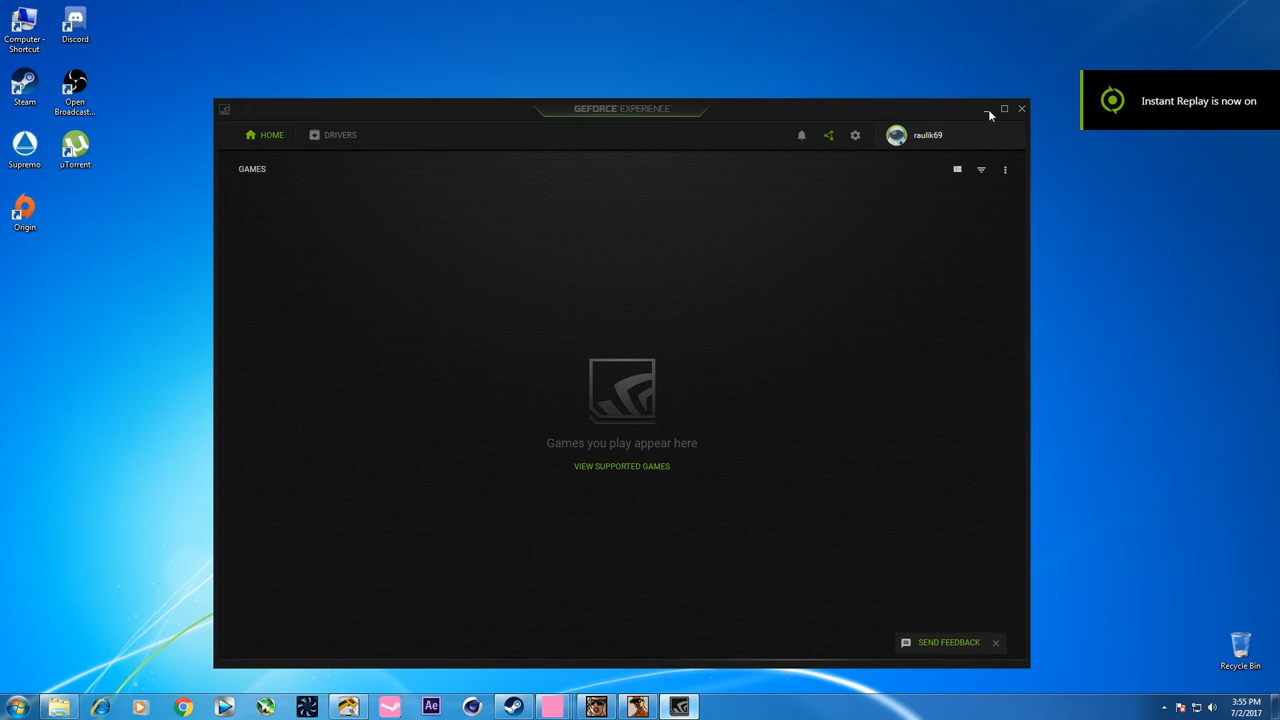 Computer -
Shortcut
Discord
Steam
Open
Broadcast...
Supremo
µTorrent
Origin
GEFORCE EXPERIENCE
HOME
DRIVERS
raulik69
GAMES
Games you play appear here
VIEW SUPPORTED GAMES
SEND FEEDBACK
Instant Replay is now on
Recycle Bin
Ae
3:55 PM
7/2/2017